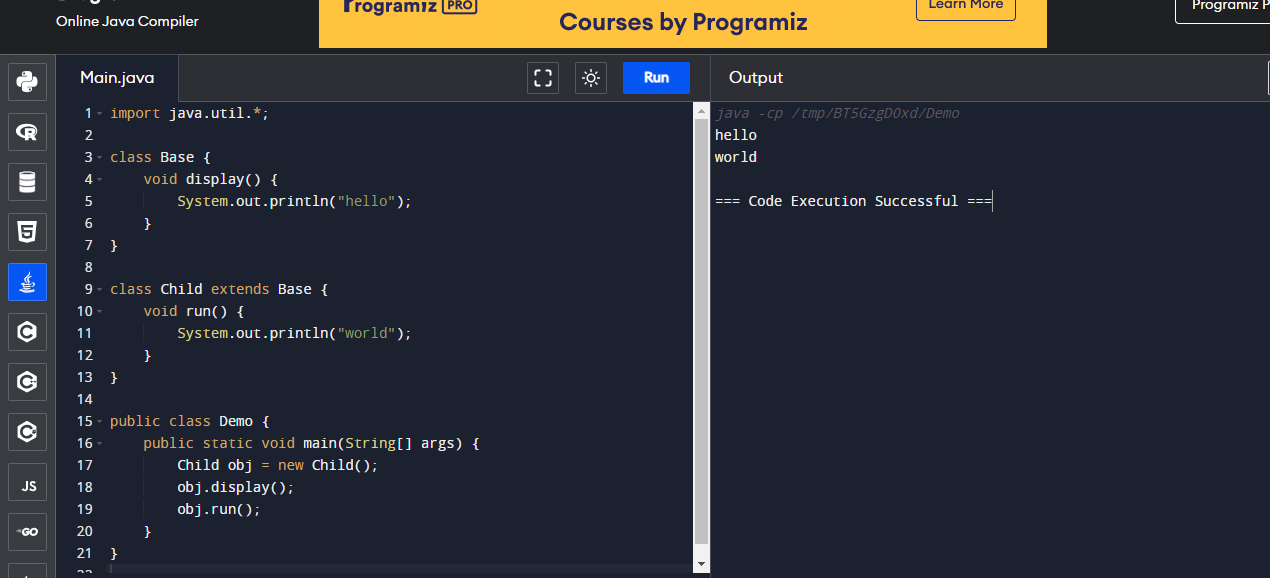 Online Java Compiler
Programiz PRO
Courses by Programiz
Learn More
Programiz P
Main.java
Run
Output
1 import java.util.*;
2
3 class Base {
4 void display() {
5 System.out.println("hello");
6 }
7 }
8
9 class Child extends Base {
10 void run() {
11 System.out.println("world");
12 }
13 }
14
15 public class Demo {
16 public static void main(String[] args) {
17 Child obj = new Child();
18 obj.display();
19 obj.run();
20 }
21 }
22
java -cp /tmp/BT5GzgDOxd/Demo
hello
world
=== Code Execution Successful ===
R
5
C
C
C
JS
GO